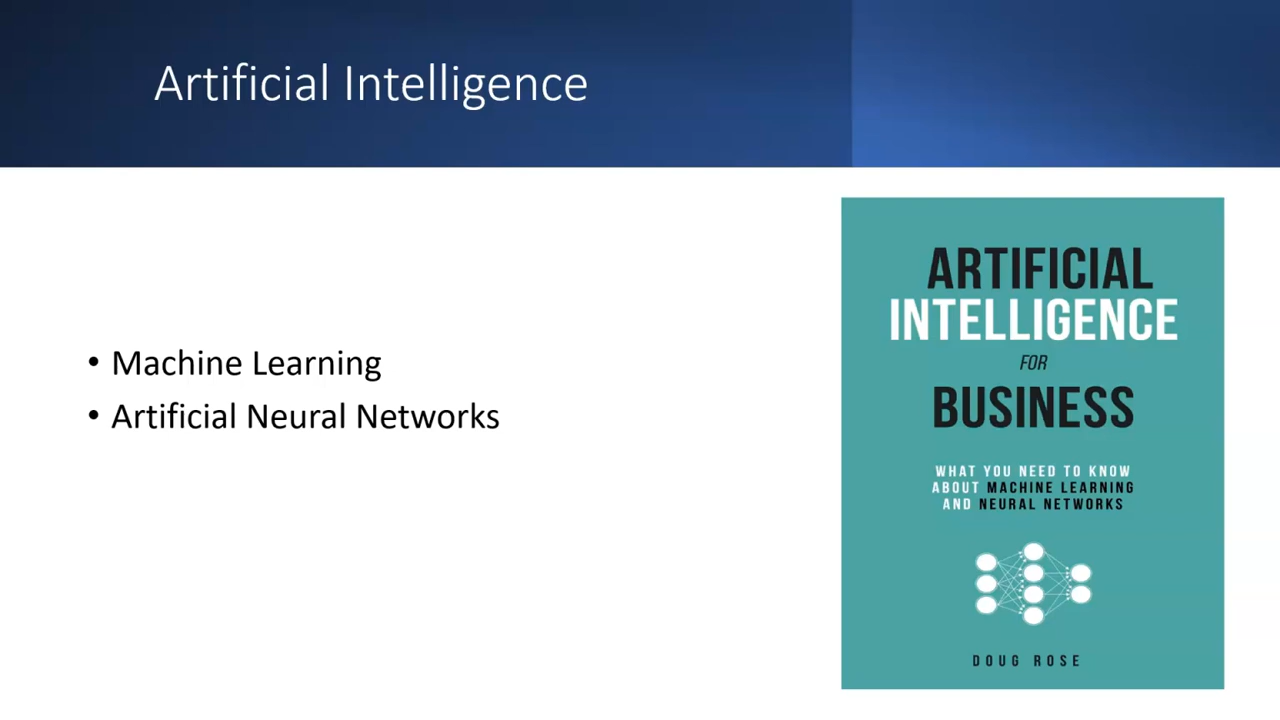 Artificial Intelligence
• Machine Learning
• Artificial Neural Networks
ARTIFICIAL
INTELLIGENCE
FOR
BUSINESS
WHAT YOU NEED TO KNOW
ABOUT MACHINE LEARNING
AND NEURAL NETWORKS
DOUG ROSE